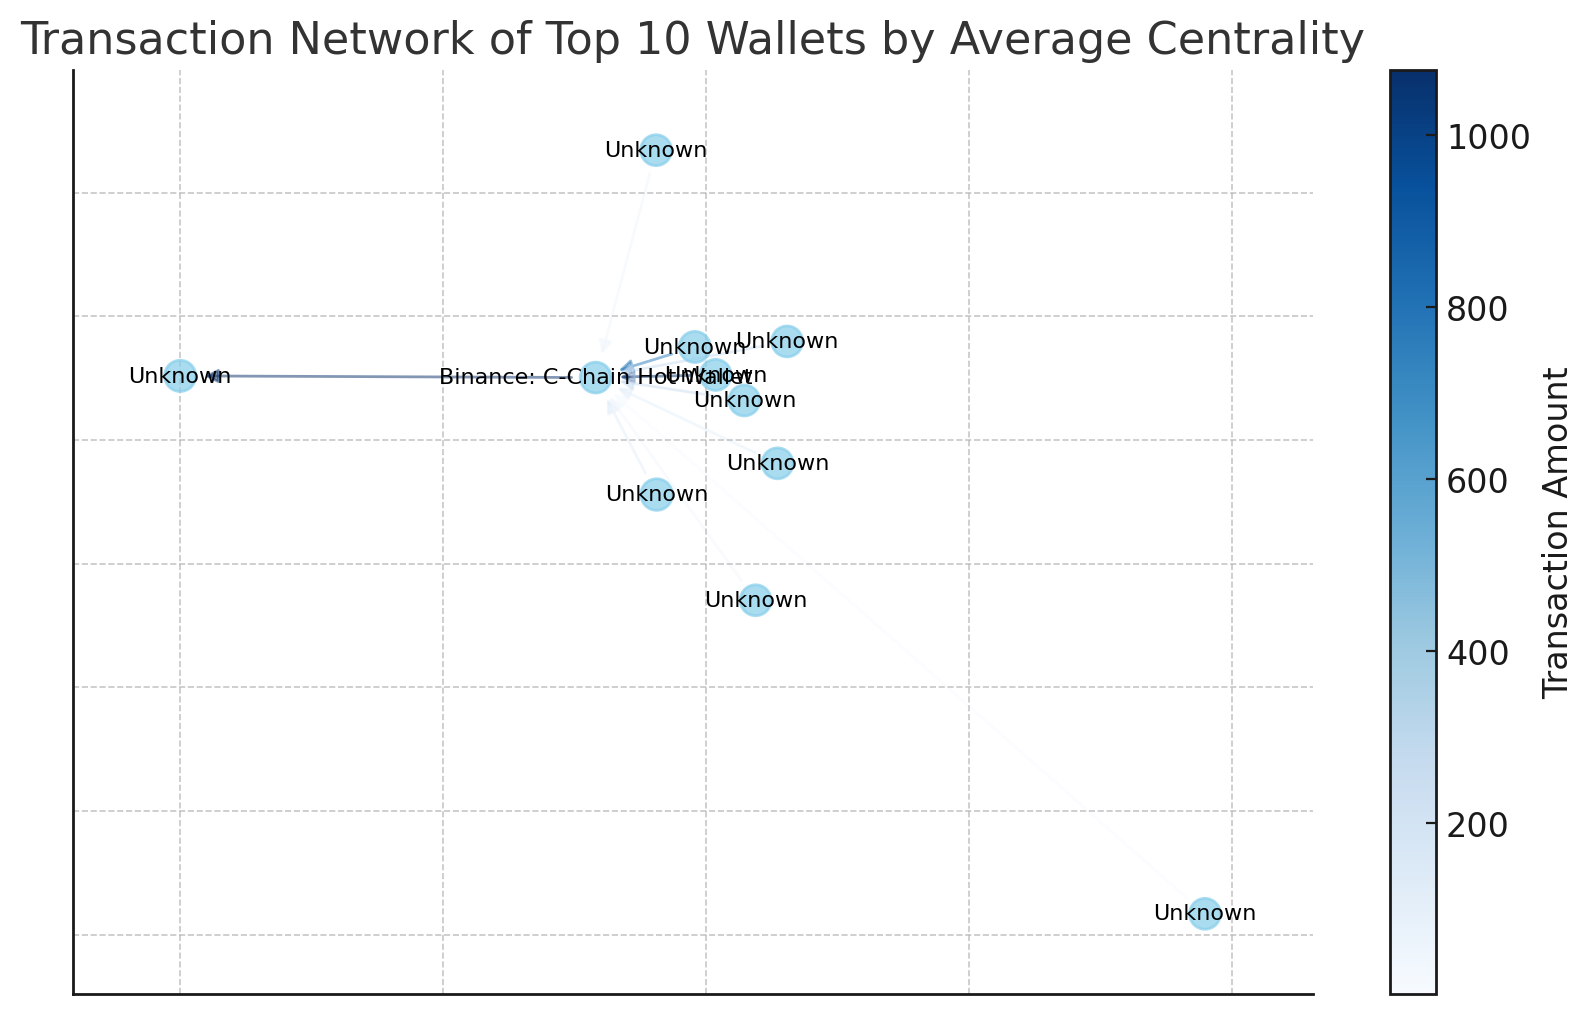 Transaction Network of Top 10 Wallets by Average Centrality
Unknown
1000
800
Unknown
Unknown
Unknown
Binance: C-Chain Hot Wallet
Unknown
Unknown
Unknown
600
Unknown
Unknown
400
200
Unknown
Transaction Amount